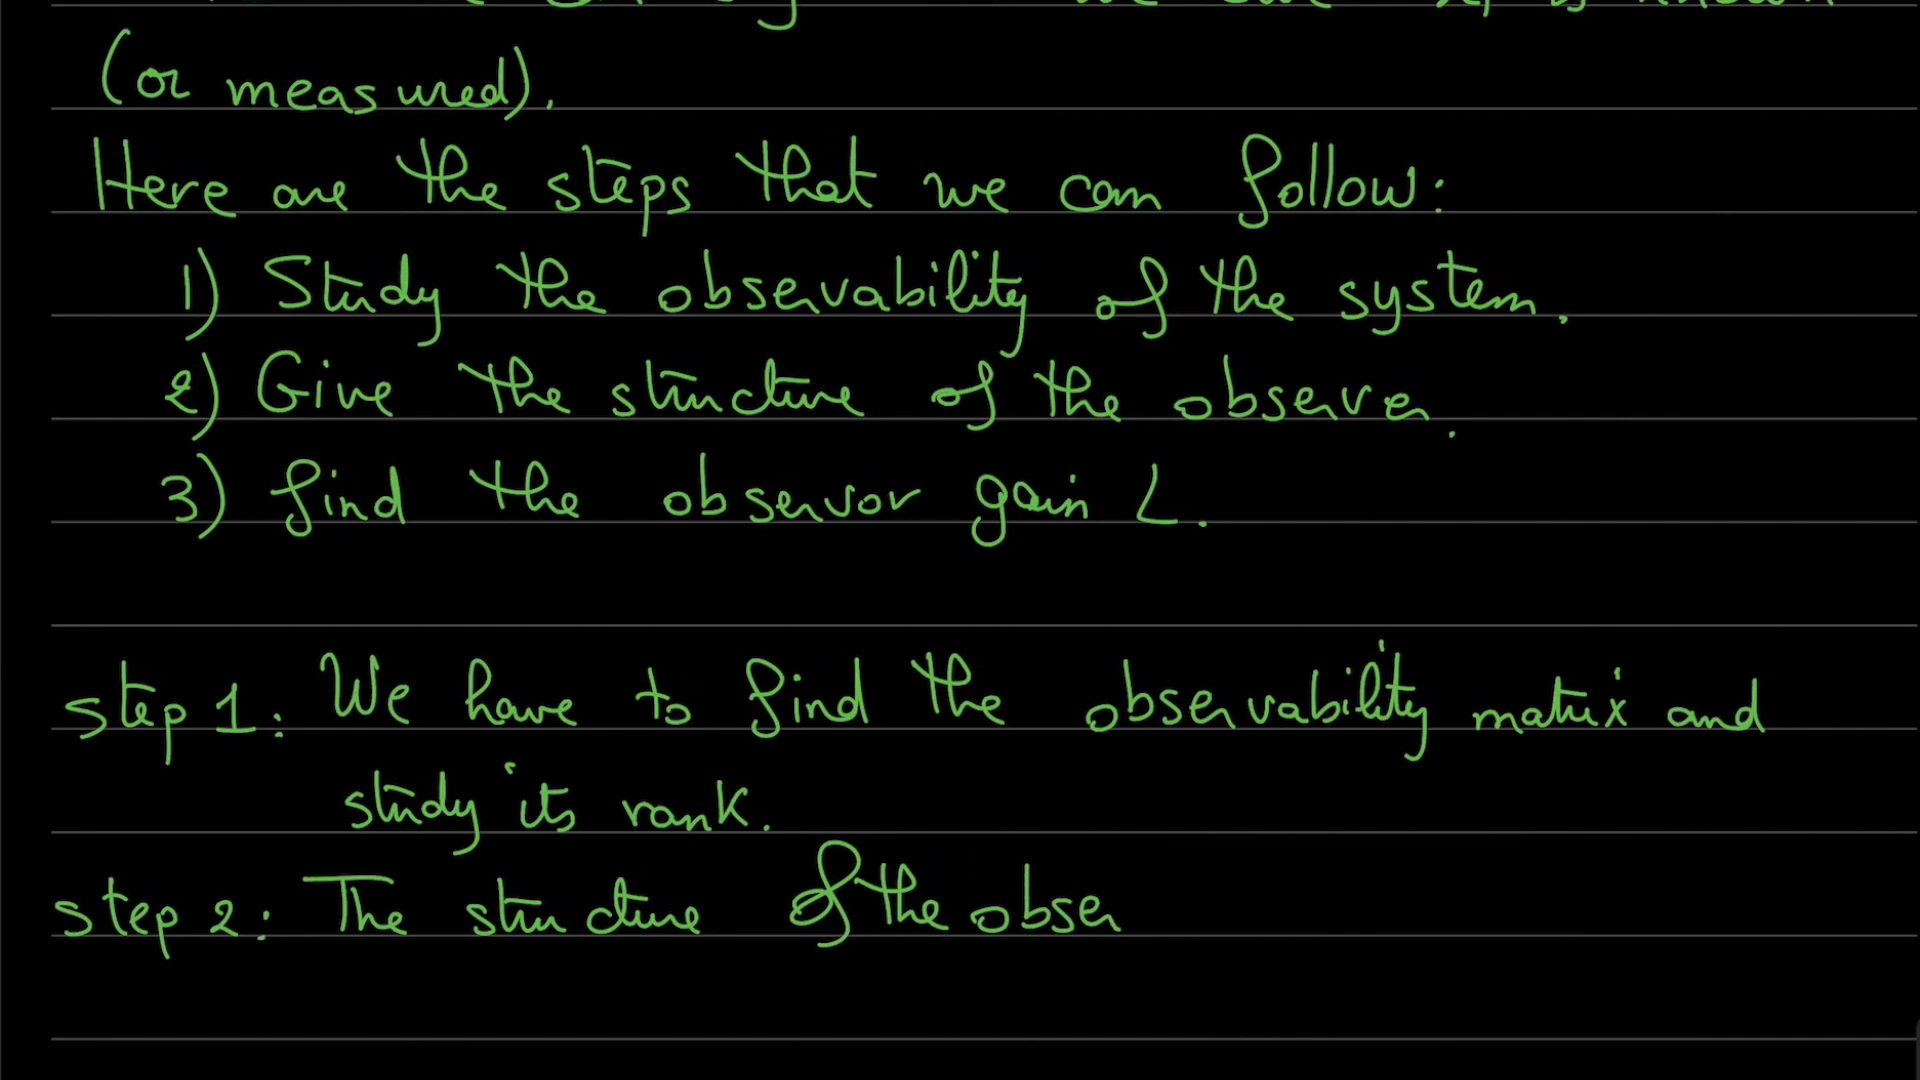 (or measured).
Here are the steps that we can follow:
1) Study the observability of the system.
2) Give the structure of the observer.
3) find the observor gain L.
step 1: We have to find the observability matrix and
study its rank.
step 2: The structure of the obser